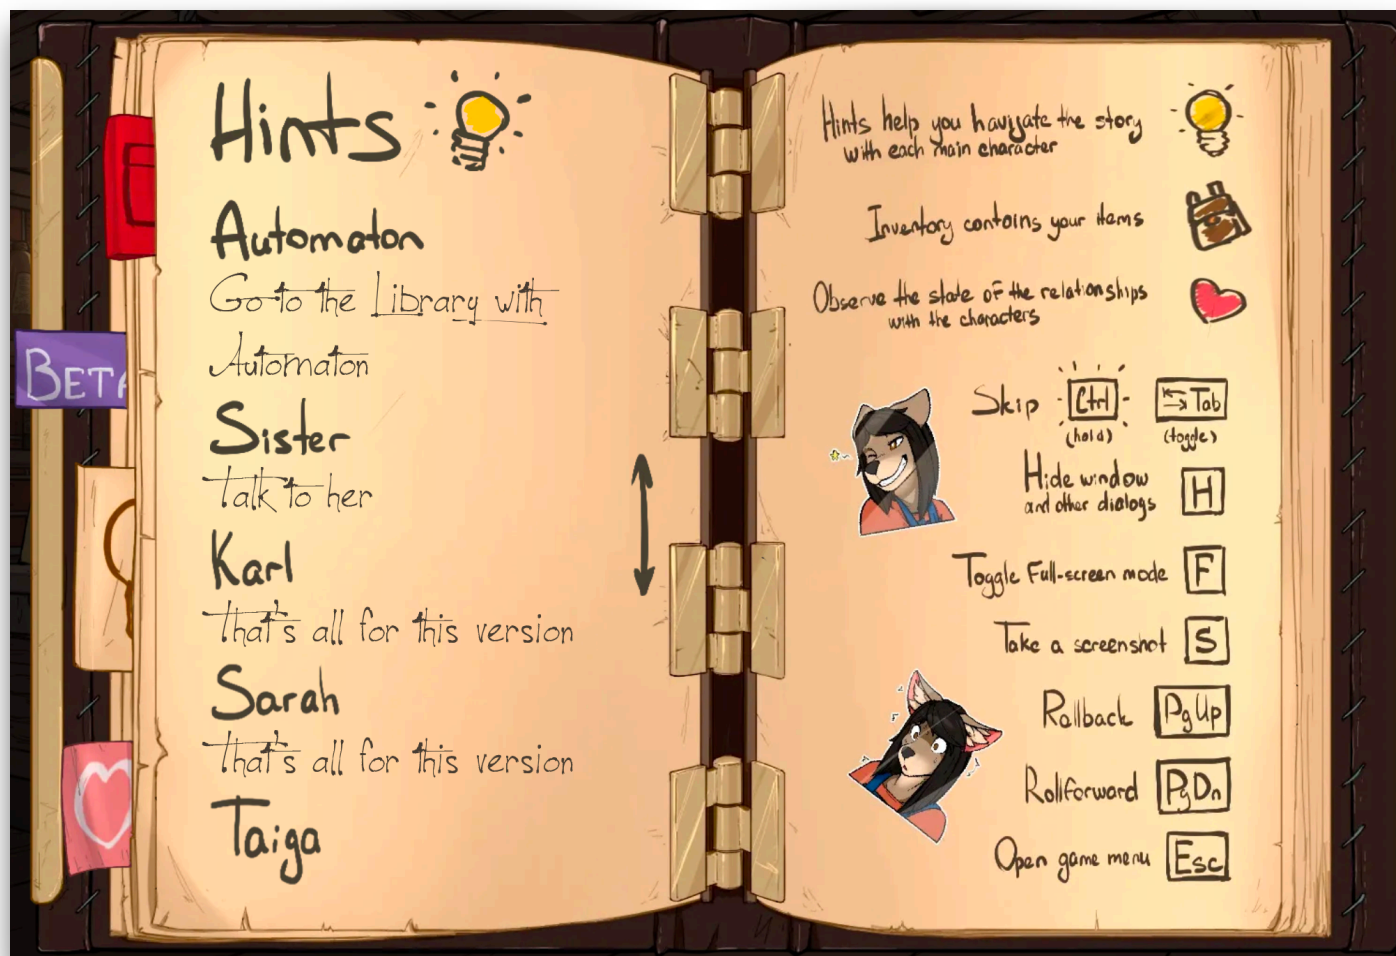 Hints
Automaton
Go to the Library with
Automaton
Sister
Talk to her
Karl
That's all for this version
Sarah
That's all for this version
Taiga
BETA
Hints help you navigate the story
with each main character
Inventory contains your items
Observe the state of the relationships
with the characters
Skip Ctrl Tab
(hold) (toggle)
Hide window
and other dialogs H
Toggle Full-screen mode F
Take a screenshot S
Rollback PgUp
Rollforward PgDn
Open game menu Esc